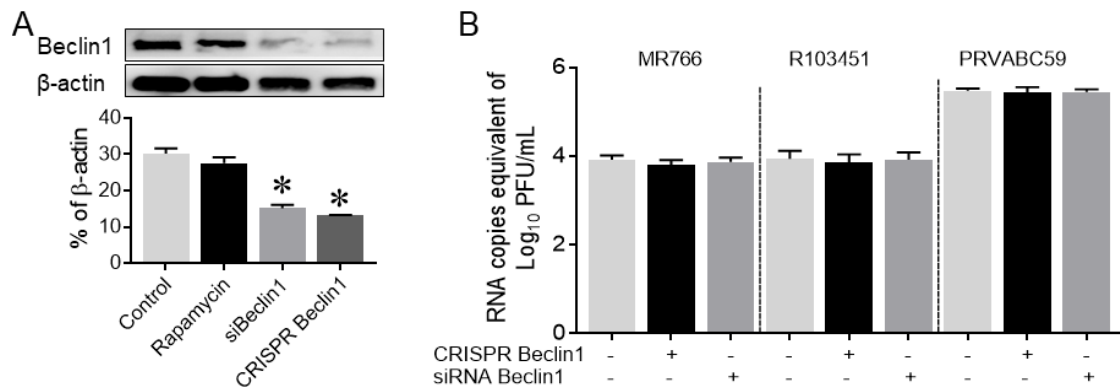 A
Beclin1
β-actin
% of β-actin
40
30
20
10
0
*
*
Control
Rapamycin
siBeclin1
CRISPR Beclin1
B
MR766
R103451
PRVABC59
RNA copies equivalent of
Log10 PFU/mL
6
4
2
0
CRISPR Beclin1 - + - - + - - + -
siRNA Beclin1 - - + - - + - - +